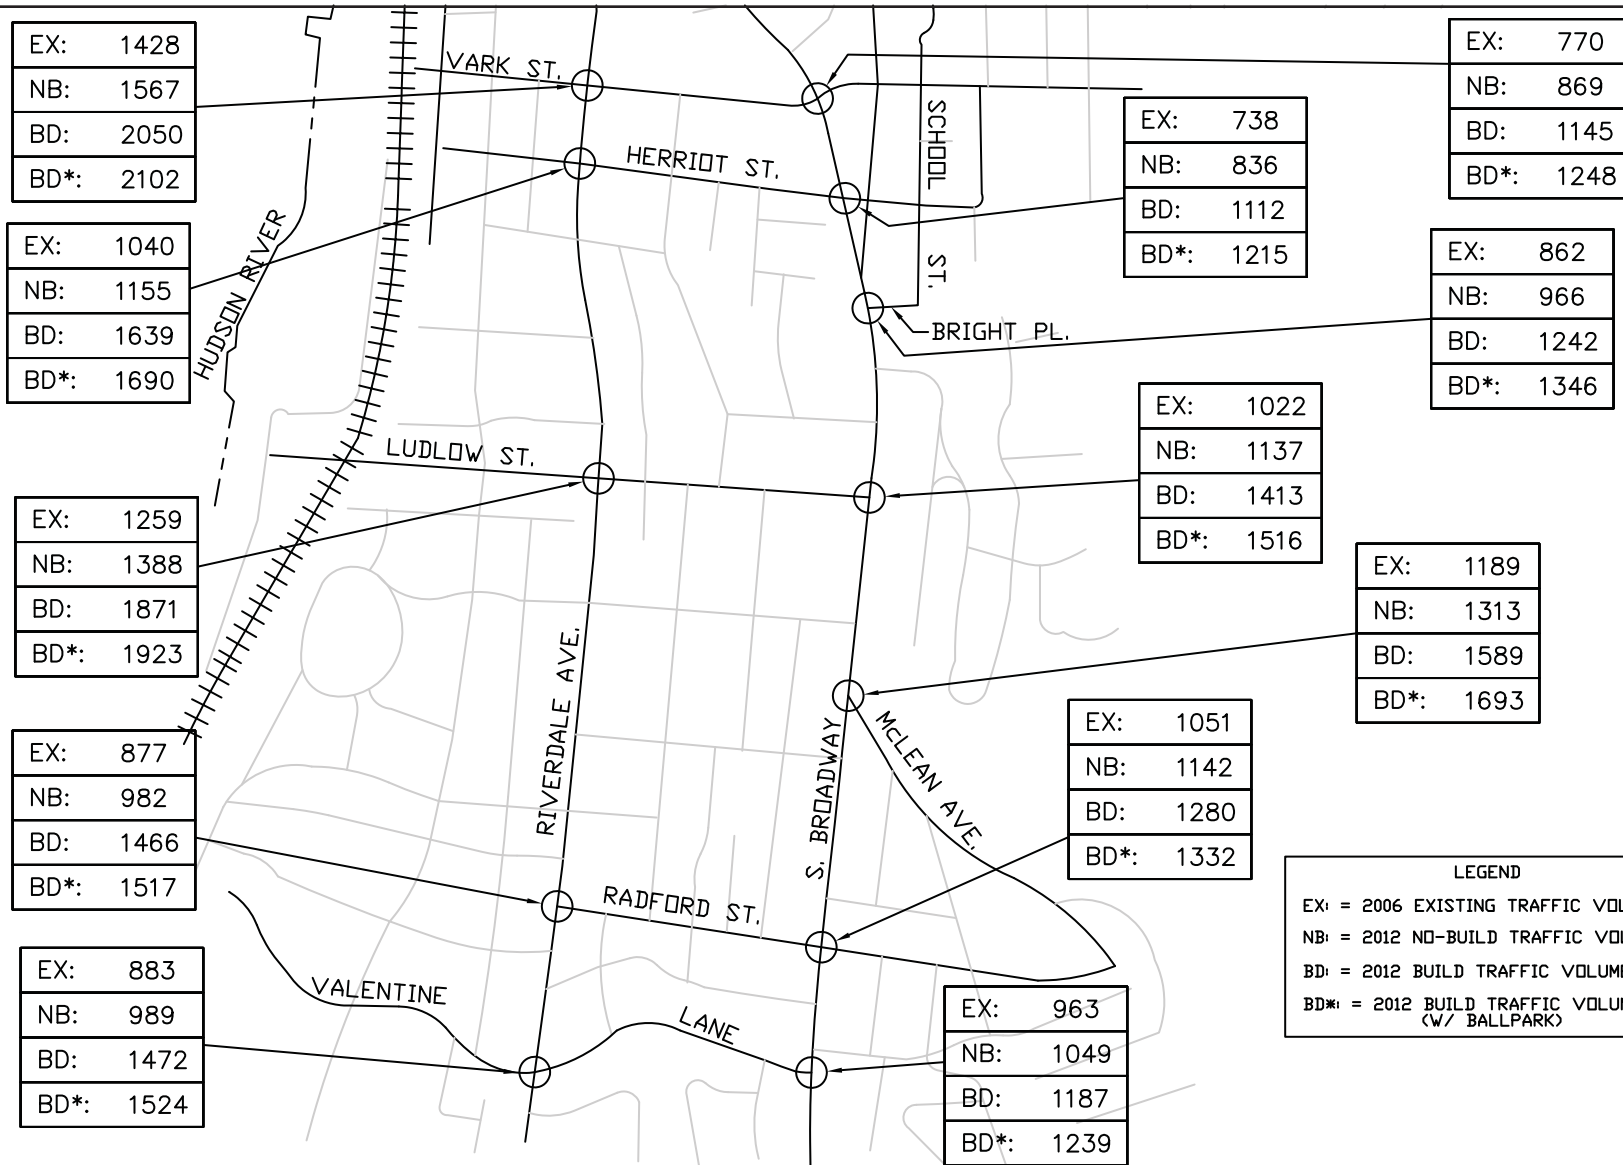 EX: 1428
NB: 1567
BD: 2050
BD*: 2102
EX: 770
NB: 869
BD: 1145
BD*: 1248
VARK ST.
EX: 738
NB: 836
BD: 1112
BD*: 1215
HERRIOT ST.
SCHOOL ST.
EX: 1040
NB: 1155
BD: 1639
BD*: 1690
HUDSON RIVER
EX: 862
NB: 966
BD: 1242
BD*: 1346
BRIGHT PL.
EX: 1022
NB: 1137
BD: 1413
BD*: 1516
LUDLOW ST.
EX: 1259
NB: 1388
BD: 1871
BD*: 1923
EX: 1189
NB: 1313
BD: 1589
BD*: 1693
RIVERDALE AVE.
S. BROADWAY
McLEAN AVE.
EX: 1051
NB: 1142
BD: 1280
BD*: 1332
EX: 877
NB: 982
BD: 1466
BD*: 1517
RADFORD ST.
LEGEND
EX: = 2006 EXISTING TRAFFIC VOL
NB: = 2012 NO-BUILD TRAFFIC VOL
BD: = 2012 BUILD TRAFFIC VOLUM
BD*: = 2012 BUILD TRAFFIC VOLU
(W/ BALLPARK)
EX: 883
NB: 989
BD: 1472
BD*: 1524
VALENTINE LANE
EX: 963
NB: 1049
BD: 1187
BD*: 1239